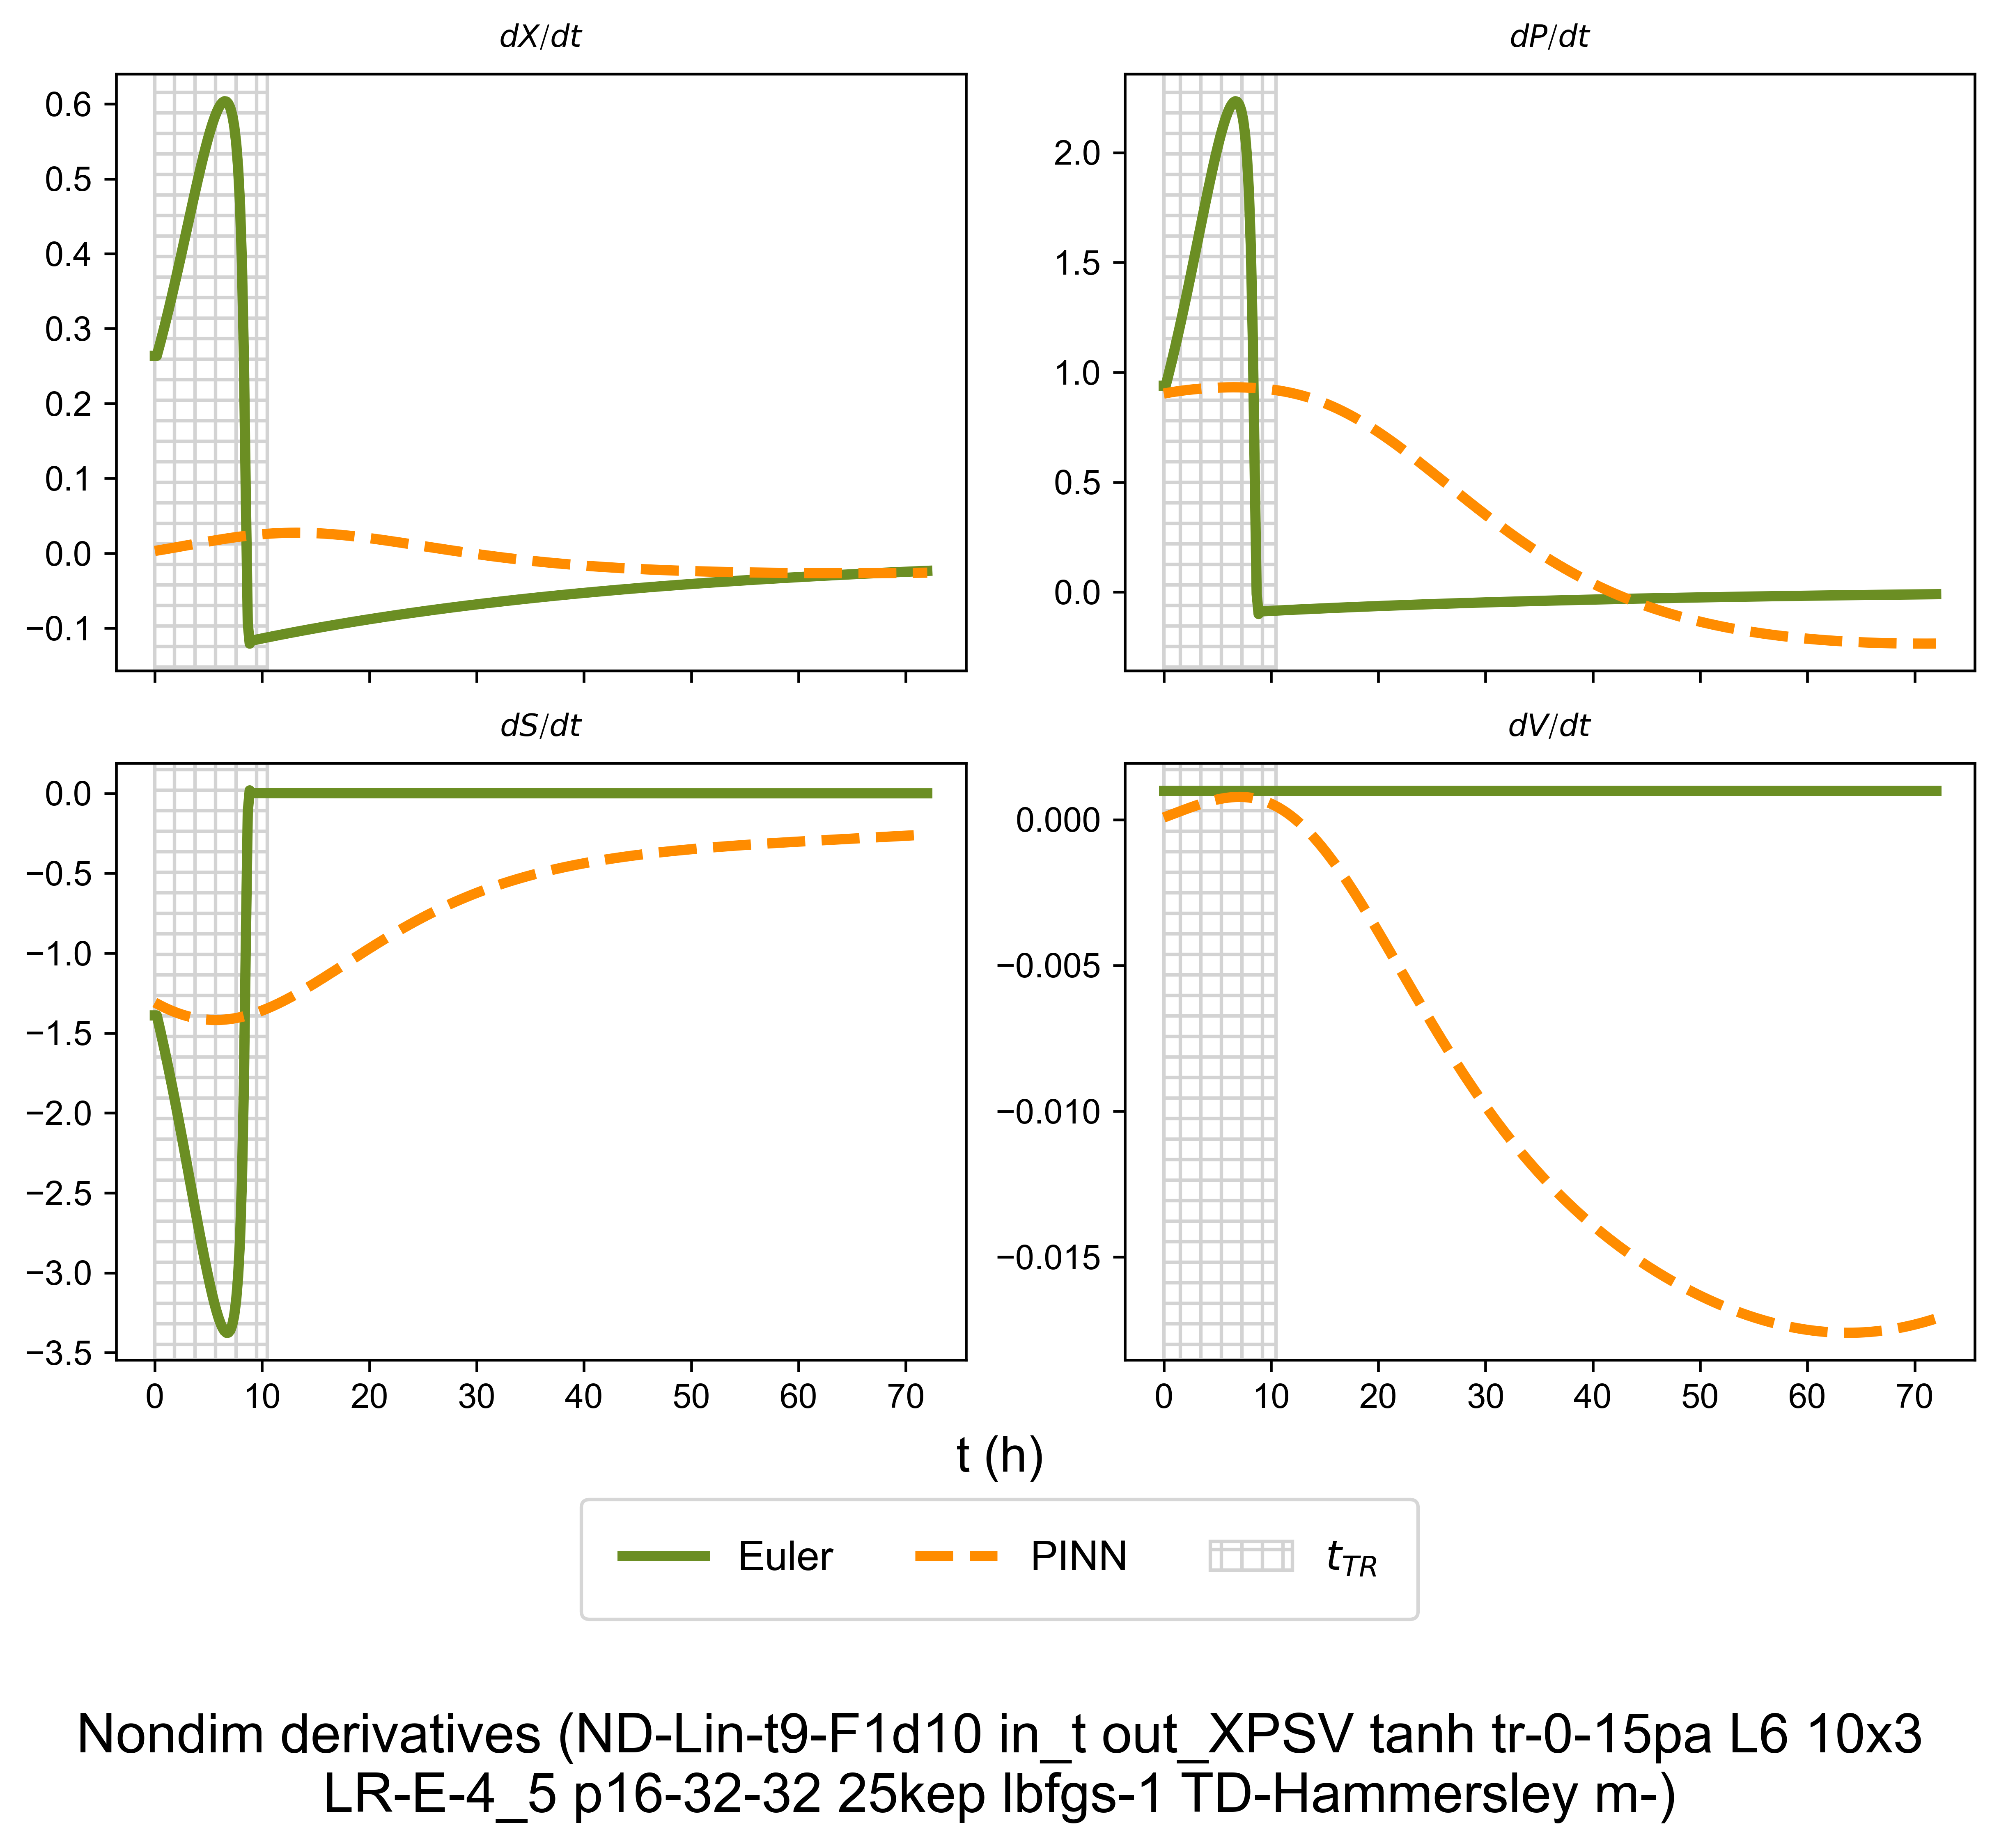 dX/dt
dP/dt
0.6
0.5
0.4
0.3
0.2
0.1
0.0
−0.1
2.0
1.5
1.0
0.5
0.0
dS/dt
dV/dt
0.0
−0.5
−1.0
−1.5
−2.0
−2.5
−3.0
−3.5
0 10 20 30 40 50 60 70
0.000
−0.005
−0.010
−0.015
0 10 20 30 40 50 60 70
t (h)
Euler PINN t_TR
Nondim derivatives (ND-Lin-t9-F1d10 in_t out_XPSV tanh tr-0-15pa L6 10x3
LR-E-4_5 p16-32-32 25kep lbfgs-1 TD-Hammersley m-)